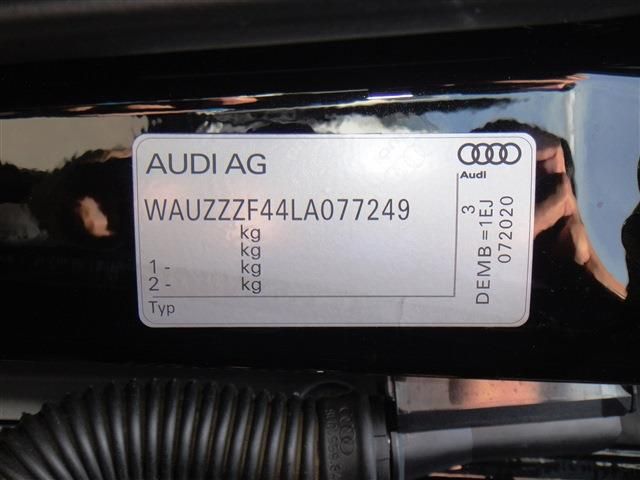 AUDI AG
Audi
WAUZZZF44LA077249
kg
kg
1 - kg
2 - kg
Typ
3
DEMB=1EJ
072020